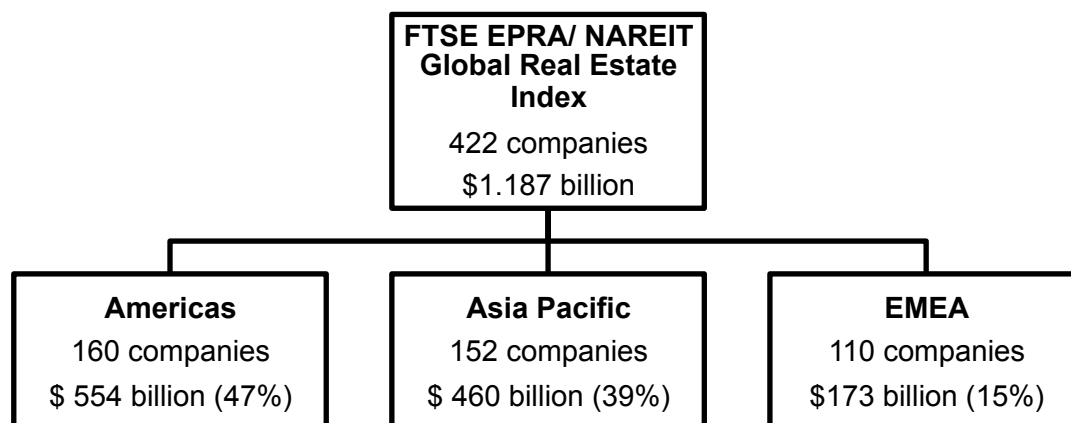 FTSE EPRA/ NAREIT
Global Real Estate
Index
422 companies
$1.187 billion
Americas
160 companies
$ 554 billion (47%)
Asia Pacific
152 companies
$ 460 billion (39%)
EMEA
110 companies
$173 billion (15%)